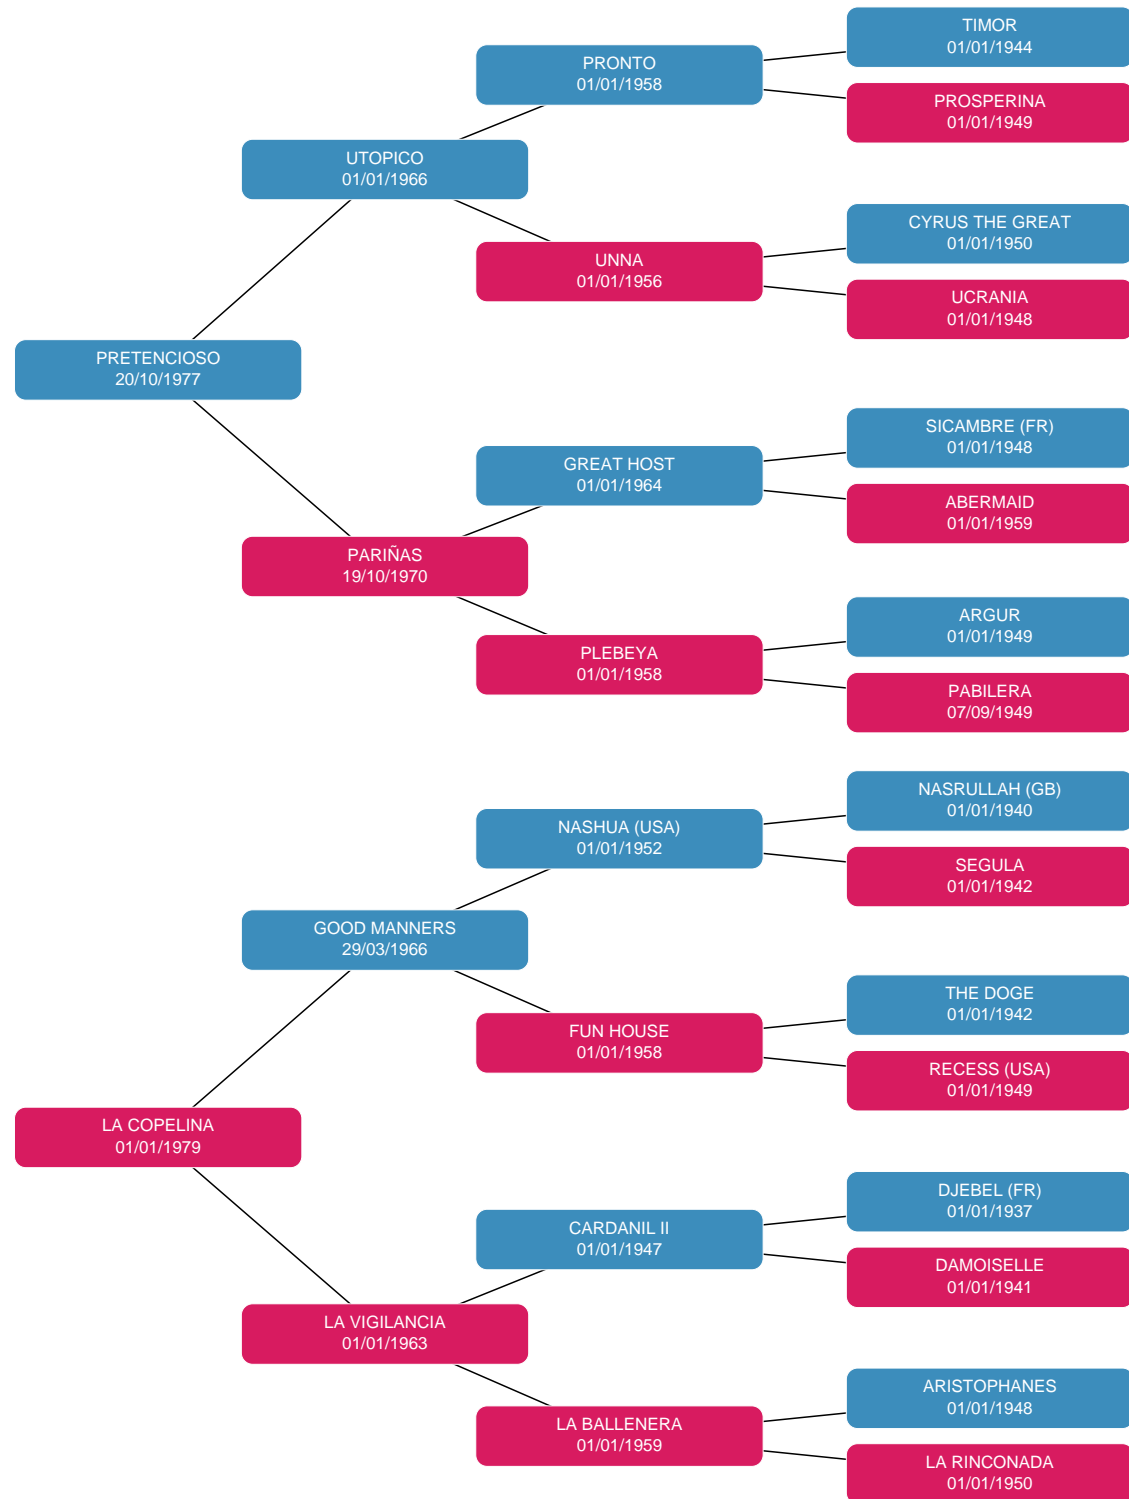 TIMOR
01/01/1944
PRONTO
01/01/1958
PROSPERINA
01/01/1949
UTOPICO
01/01/1966
CYRUS THE GREAT
01/01/1950
UNNA
01/01/1956
UCRANIA
01/01/1948
PRETENCIOSO
20/10/1977
SICAMBRE (FR)
01/01/1948
GREAT HOST
01/01/1964
ABERMAID
01/01/1959
PARIÑAS
19/10/1970
ARGUR
01/01/1949
PLEBEYA
01/01/1958
PABILERA
07/09/1949
NASRULLAH (GB)
01/01/1940
NASHUA (USA)
01/01/1952
SEGULA
01/01/1942
GOOD MANNERS
29/03/1966
THE DOGE
01/01/1942
FUN HOUSE
01/01/1958
RECESS (USA)
01/01/1949
LA COPELINA
01/01/1979
DJEBEL (FR)
01/01/1937
CARDANIL II
01/01/1947
DAMOISELLE
01/01/1941
LA VIGILANCIA
01/01/1963
ARISTOPHANES
01/01/1948
LA BALLENERA
01/01/1959
LA RINCONADA
01/01/1950